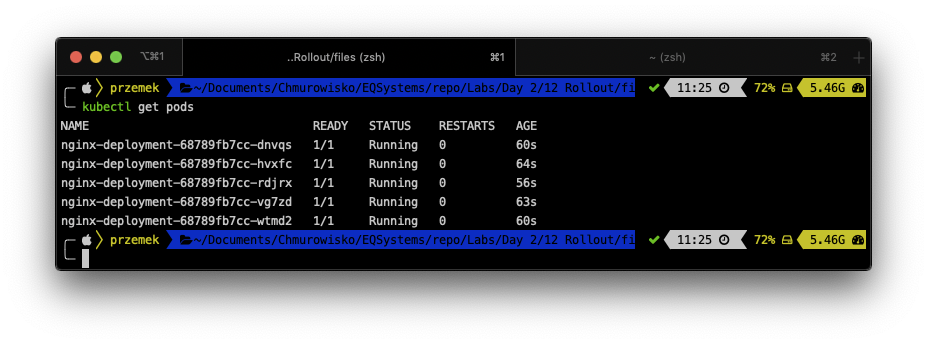 ⌥⌘1 ..Rollout/files (zsh) ⌘1 ~ (zsh) ⌘2 +
przemek ~/Documents/Chmurowisko/EQSystems/repo/Labs/Day 2/12 Rollout/fi ✔ 11:25 72% 5.46G
kubectl get pods
NAME READY STATUS RESTARTS AGE
nginx-deployment-68789fb7cc-dnvqs 1/1 Running 0 60s
nginx-deployment-68789fb7cc-hvxfc 1/1 Running 0 64s
nginx-deployment-68789fb7cc-rdjrx 1/1 Running 0 56s
nginx-deployment-68789fb7cc-vg7zd 1/1 Running 0 63s
nginx-deployment-68789fb7cc-wtmd2 1/1 Running 0 60s
przemek ~/Documents/Chmurowisko/EQSystems/repo/Labs/Day 2/12 Rollout/fi ✔ 11:25 72% 5.46G